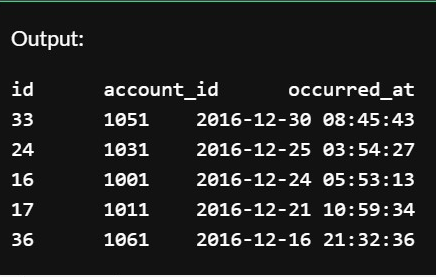 Output:
id account_id occurred_at
33 1051 2016-12-30 08:45:43
24 1031 2016-12-25 03:54:27
16 1001 2016-12-24 05:53:13
17 1011 2016-12-21 10:59:34
36 1061 2016-12-16 21:32:36